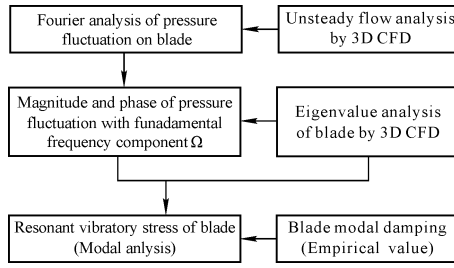 Fourier analysis of pressure
fluctuation on blade
Unsteady flow analysis
by 3D CFD
Magnitude and phase of pressure
fluctuation with funadamental
frequency component Ω
Eigenvalue analysis
of blade by 3D CFD
Resonant vibratory stress of blade
(Modal anlysis)
Blade modal damping
(Empirical value)